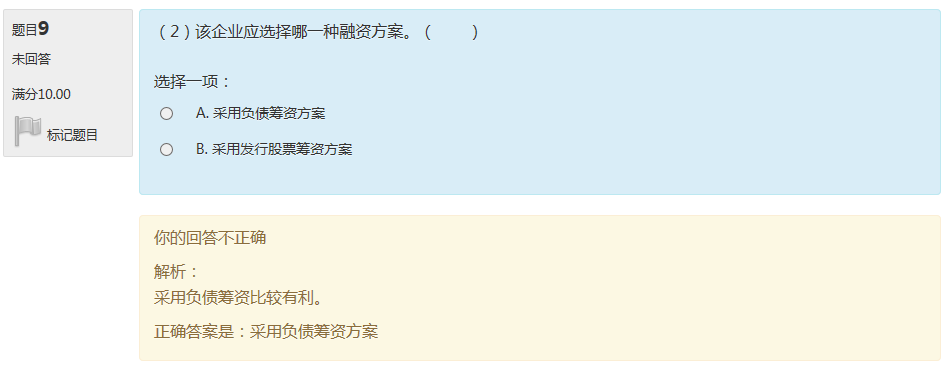 题目9
未回答
满分10.00
标记题目
（2）该企业应选择哪一种融资方案。（　　）
选择一项：
A. 采用负债筹资方案
B. 采用发行股票筹资方案
你的回答不正确
解析：
采用负债筹资比较有利。
正确答案是：采用负债筹资方案